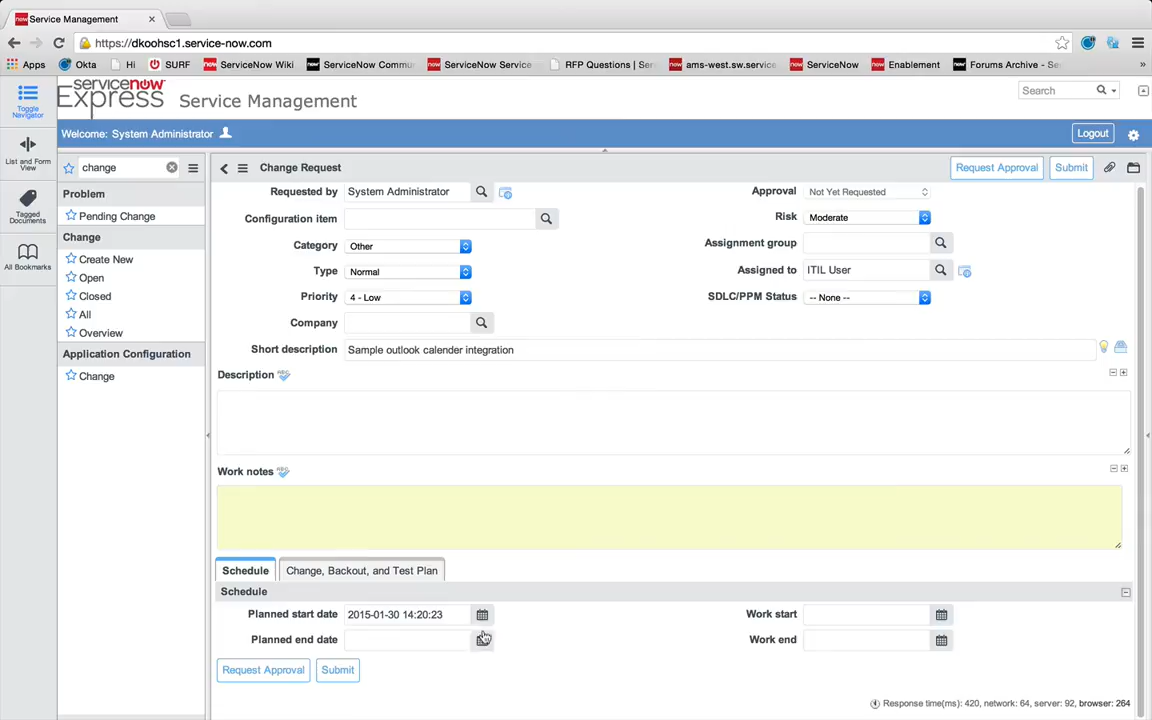 Service Management
https://dkoohsc1.service-now.com
Apps Okta Hi SURF ServiceNow Wiki ServiceNow Commu ServiceNow Service RFP Questions | Ser ams-west.sw.service ServiceNow Enablement Forums Archive - Se »
servicenow
Express Service Management
Search
Toggle Navigator
Welcome: System Administrator
Logout
List and Form View
Tagged Documents
All Bookmarks
change
Problem
Pending Change
Change
Create New
Open
Closed
All
Overview
Application Configuration
Change
Change Request
Request Approval Submit
Requested by System Administrator
Approval Not Yet Requested
Configuration item
Risk Moderate
Category Other
Assignment group
Type Normal
Assigned to ITIL User
Priority 4 - Low
SDLC/PPM Status -- None --
Company
Short description Sample outlook calender integration
Description
Work notes
Schedule Change, Backout, and Test Plan
Schedule
Planned start date 2015-01-30 14:20:23
Work start
Planned end date
Work end
Request Approval Submit
Response time(ms): 420, network: 64, server: 92, browser: 264